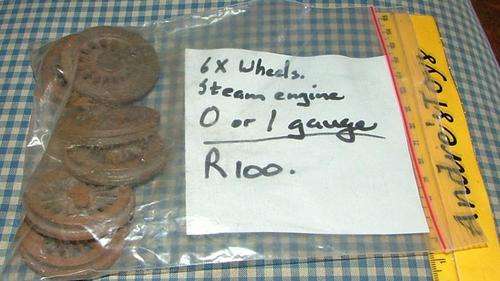 6X Wheels.
Steam engine
O or 1 gauge
R100.
Andre'sToys